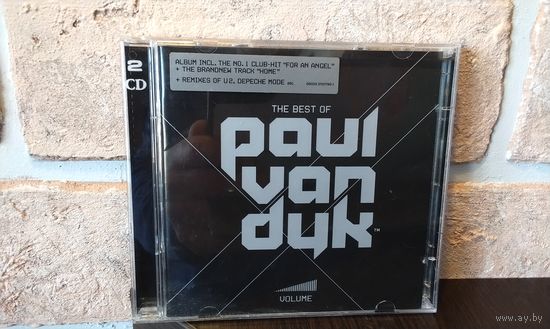 2
CD
ALBUM INCL. THE NO. 1 CLUB-HIT "FOR AN ANGEL"
+ THE BRANDNEW TRACK "HOME"
+ REMIXES OF U2, DEPECHE MODE
THE BEST OF
paul
van
dyk
TM
VOLUME
www.ay.by